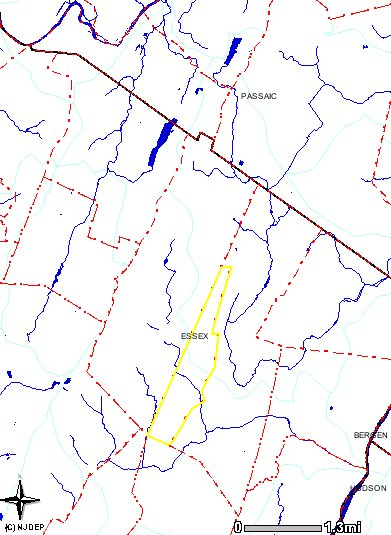 PASSAIC
ESSEX
BERGEN
HUDSON
(C) NJDEP
0 1.3mi